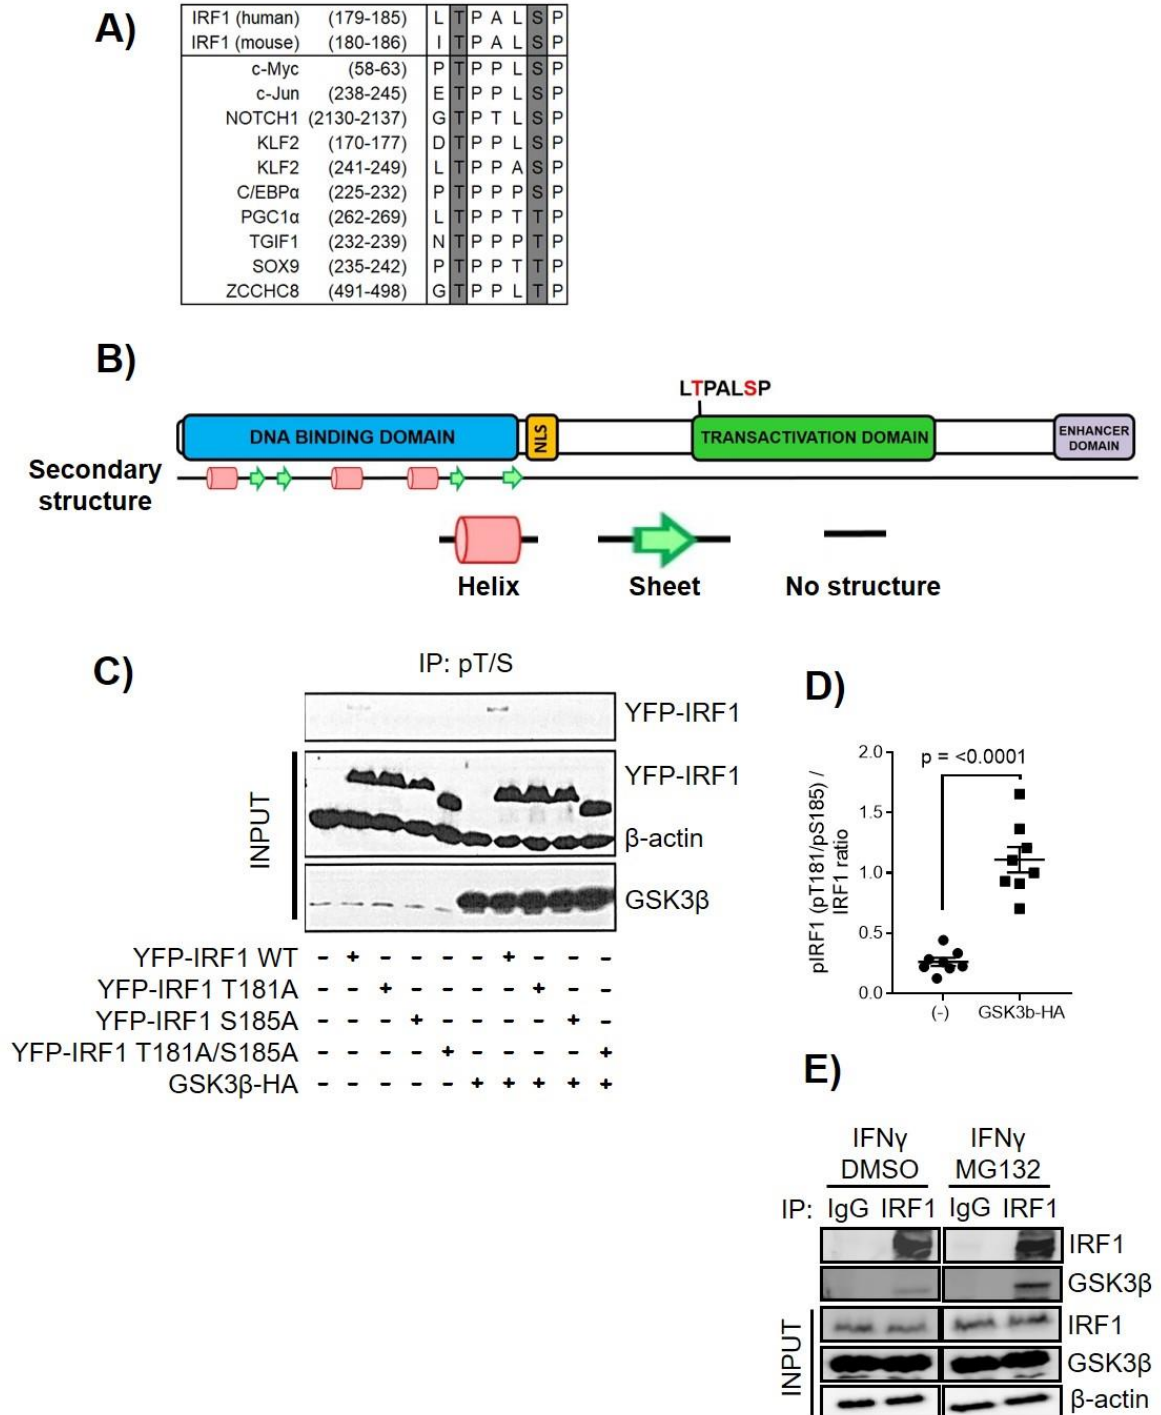 A)
IRF1 (human) (179-185) L T P A L S P
IRF1 (mouse) (180-186) I T P A L S P
c-Myc (58-63) P T P P L S P
c-Jun (238-245) E T P P L S P
NOTCH1 (2130-2137) G T P T L S P
KLF2 (170-177) D T P P L S P
KLF2 (241-249) L T P P A S P
C/EBPα (225-232) P T P P P S P
PGC1α (262-269) L T P P T T P
TGIF1 (232-239) N T P P P T P
SOX9 (235-242) P T P P T T P
ZCCHC8 (491-498) G T P P L T P
B)
LTPALSP
DNA BINDING DOMAIN
NLS
TRANSACTIVATION DOMAIN
ENHANCER
DOMAIN
Secondary
structure
Helix
Sheet
No structure
C)
IP: pT/S
YFP-IRF1
INPUT
YFP-IRF1
β-actin
GSK3β
YFP-IRF1 WT - + - - - - + - - -
YFP-IRF1 T181A - - + - - - - + - -
YFP-IRF1 S185A - - - + - - - - + -
YFP-IRF1 T181A/S185A - - - - + - - - - +
GSK3β-HA - - - - - + + + + +
D)
pIRF1 (pT181/pS185) /
IRF1 ratio
p = <0.0001
2.0
1.5
1.0
0.5
0.0
(-)
GSK3b-HA
E)
IFNγ
DMSO
IFNγ
MG132
IP: IgG IRF1 IgG IRF1
IRF1
GSK3β
INPUT
IRF1
GSK3β
β-actin